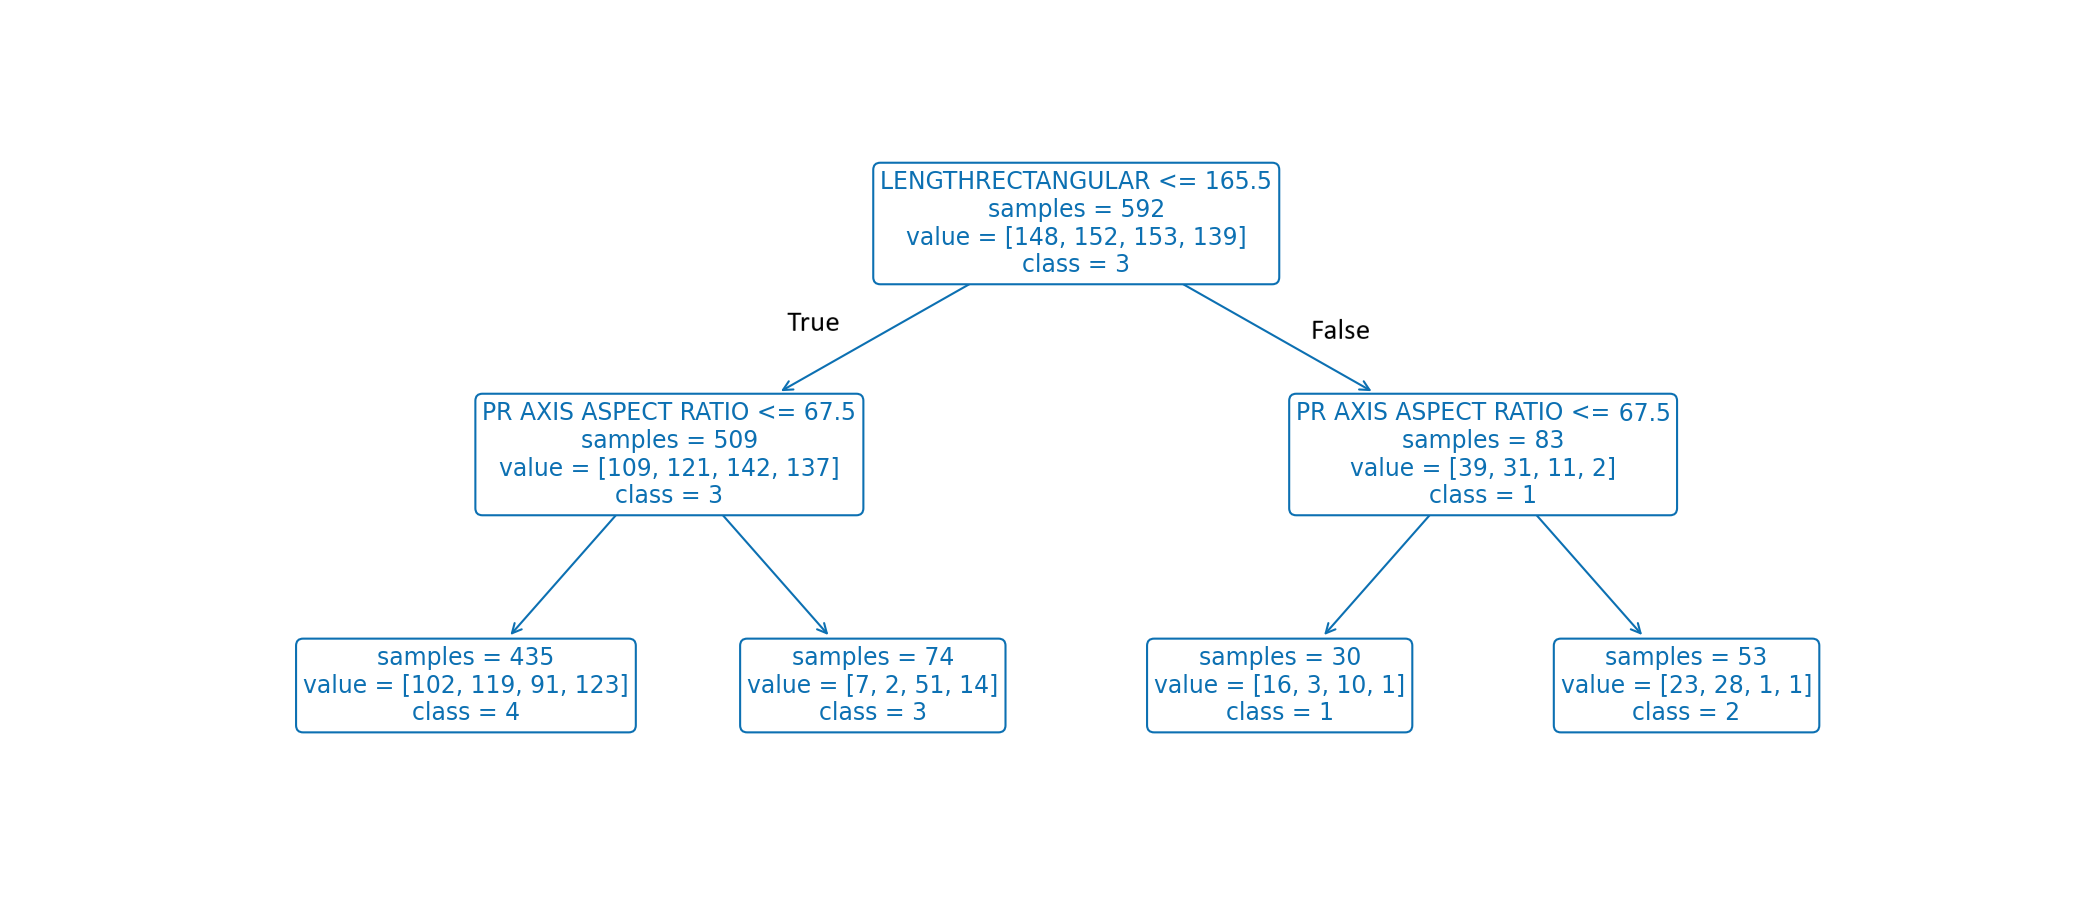 LENGTHRECTANGULAR <= 165.5
samples = 592
value = [148, 152, 153, 139]
class = 3
True
False
PR AXIS ASPECT RATIO <= 67.5
samples = 509
value = [109, 121, 142, 137]
class = 3
PR AXIS ASPECT RATIO <= 67.5
samples = 83
value = [39, 31, 11, 2]
class = 1
samples = 435
value = [102, 119, 91, 123]
class = 4
samples = 74
value = [7, 2, 51, 14]
class = 3
samples = 30
value = [16, 3, 10, 1]
class = 1
samples = 53
value = [23, 28, 1, 1]
class = 2